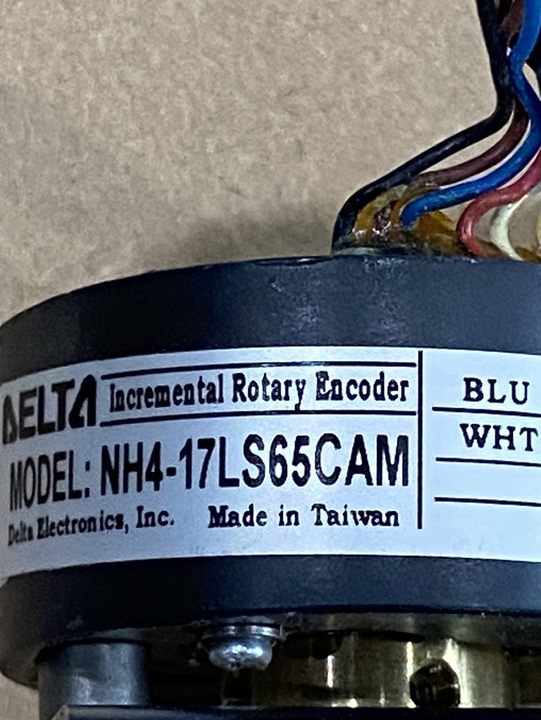 DELTA Incremental Rotary Encoder
MODEL: NH4-17LS65CAM
Delta Electronics, Inc. Made in Taiwan
BLU
WHT